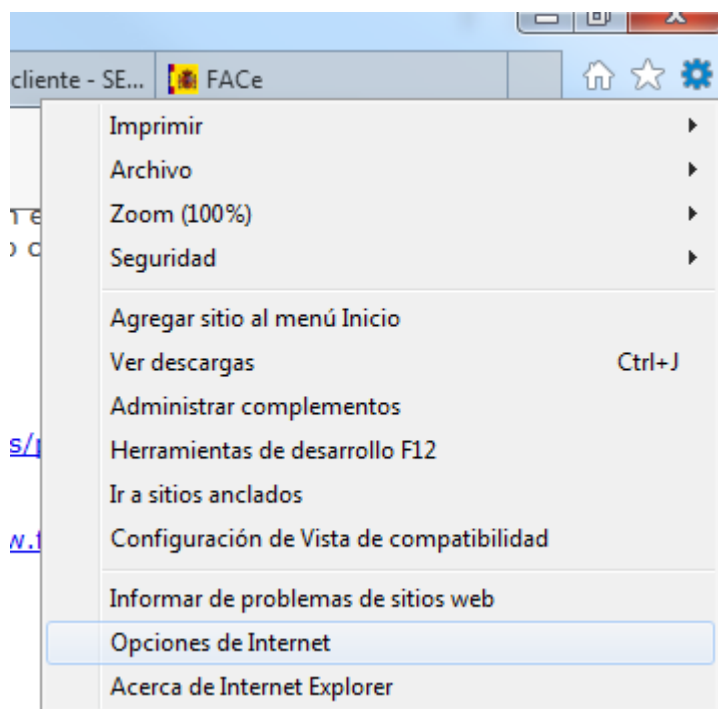 cliente - SE... FACe
Imprimir
Archivo
Zoom (100%)
Seguridad
Agregar sitio al menú Inicio
Ver descargas Ctrl+J
Administrar complementos
Herramientas de desarrollo F12
s/p
Ir a sitios anclados
Configuración de Vista de compatibilidad
w.f
Informar de problemas de sitios web
Opciones de Internet
Acerca de Internet Explorer